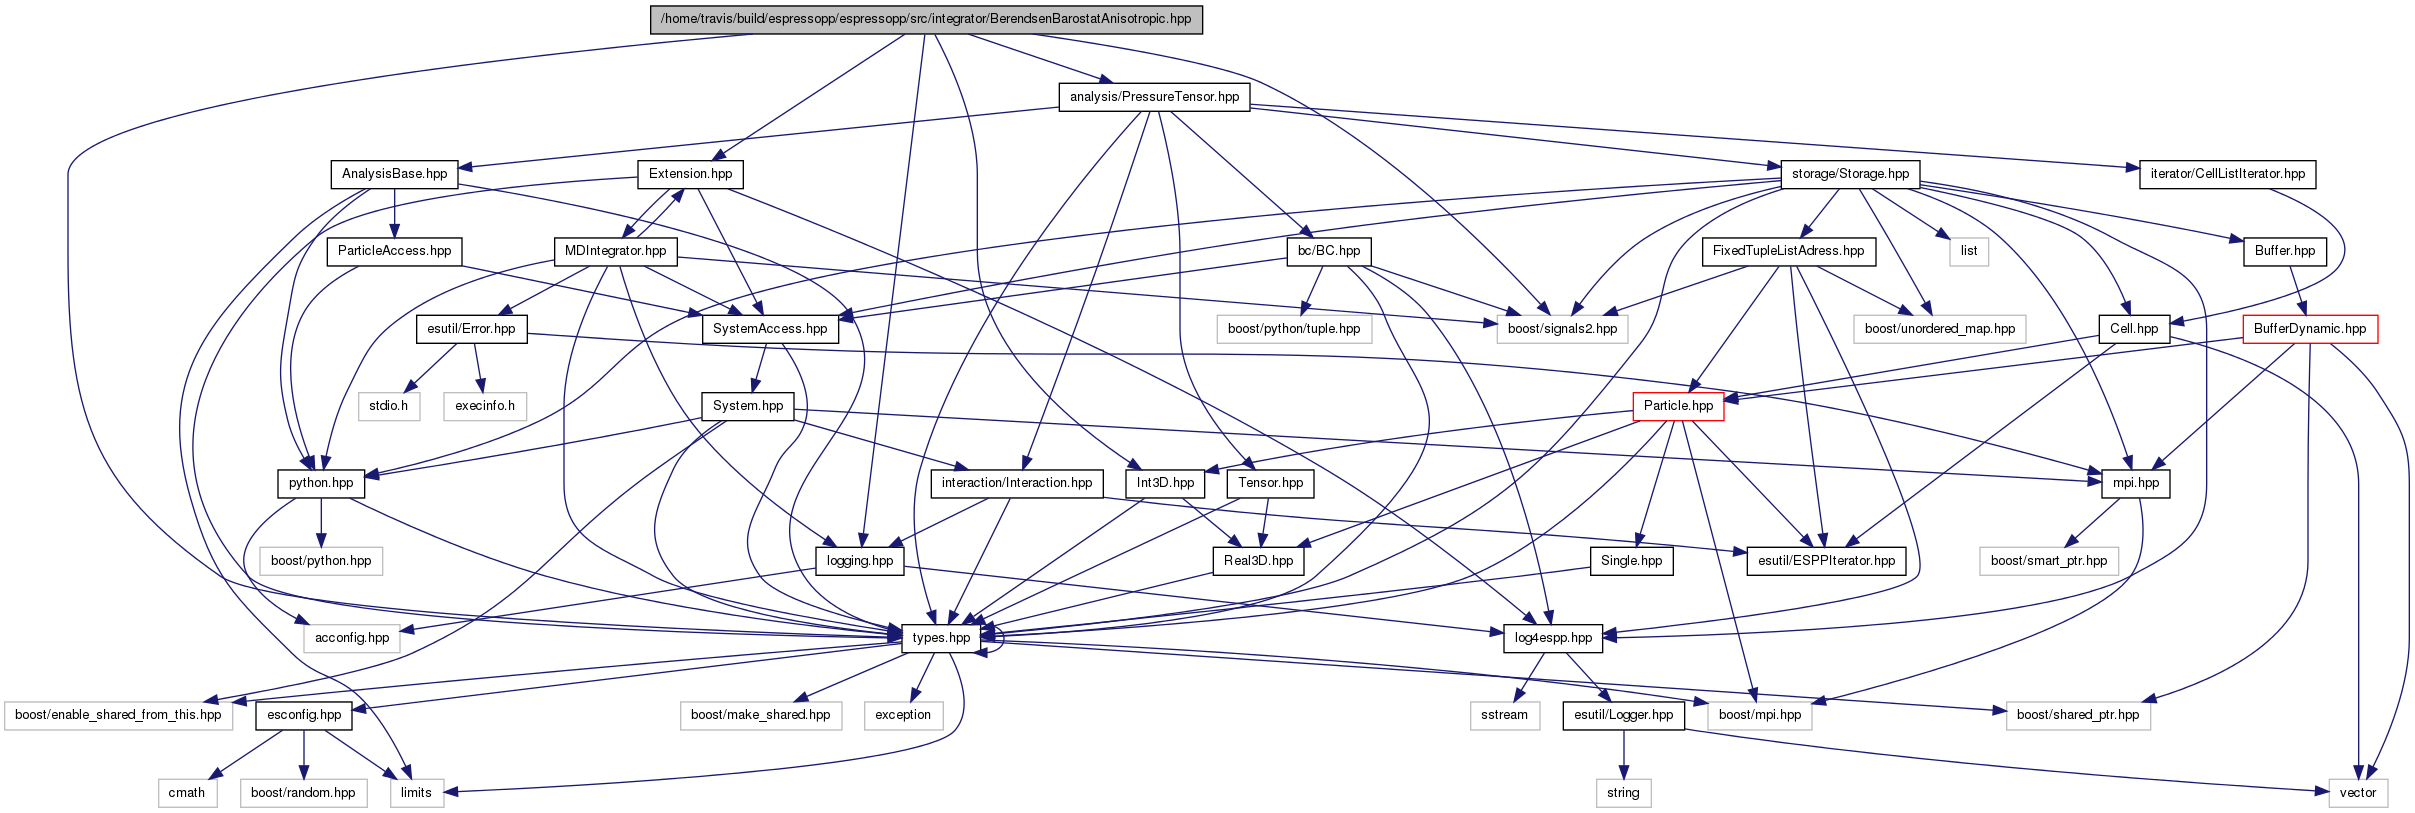 /home/travis/build/espressopp/espressopp/src/integrator/BerendsenBarostatAnisotropic.hpp
analysis/PressureTensor.hpp
AnalysisBase.hpp
Extension.hpp
storage/Storage.hpp
iterator/CellListIterator.hpp
ParticleAccess.hpp
MDIntegrator.hpp
bc/BC.hpp
FixedTupleListAdress.hpp
list
Buffer.hpp
esutil/Error.hpp
SystemAccess.hpp
boost/python/tuple.hpp
boost/signals2.hpp
boost/unordered_map.hpp
Cell.hpp
BufferDynamic.hpp
stdio.h
execinfo.h
System.hpp
Particle.hpp
python.hpp
interaction/Interaction.hpp
Int3D.hpp
Tensor.hpp
mpi.hpp
boost/python.hpp
logging.hpp
Real3D.hpp
Single.hpp
esutil/ESPPIterator.hpp
boost/smart_ptr.hpp
acconfig.hpp
types.hpp
log4espp.hpp
boost/enable_shared_from_this.hpp
esconfig.hpp
boost/make_shared.hpp
exception
sstream
esutil/Logger.hpp
boost/mpi.hpp
boost/shared_ptr.hpp
cmath
boost/random.hpp
limits
string
vector